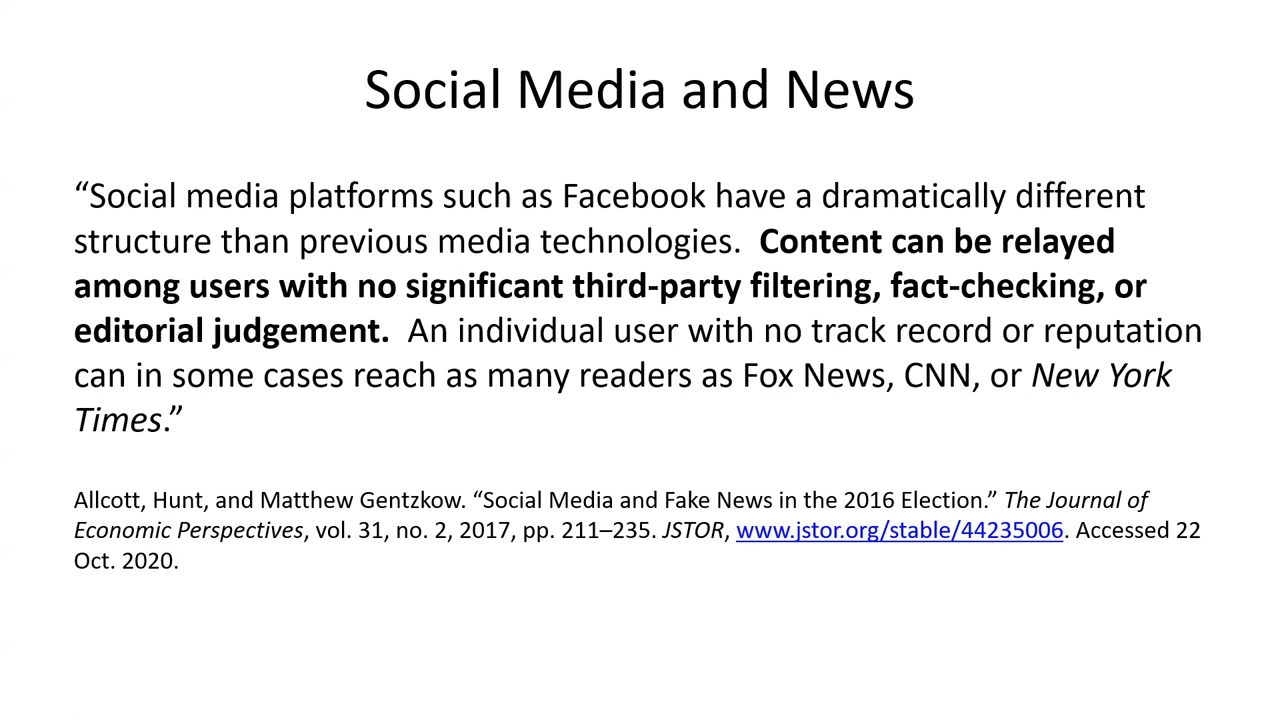 Social Media and News
“Social media platforms such as Facebook have a dramatically different
structure than previous media technologies.  Content can be relayed
among users with no significant third-party filtering, fact-checking, or
editorial judgement.  An individual user with no track record or reputation
can in some cases reach as many readers as Fox News, CNN, or New York
Times.”
Allcott, Hunt, and Matthew Gentzkow. “Social Media and Fake News in the 2016 Election.” The Journal of
Economic Perspectives, vol. 31, no. 2, 2017, pp. 211–235. JSTOR, www.jstor.org/stable/44235006. Accessed 22
Oct. 2020.